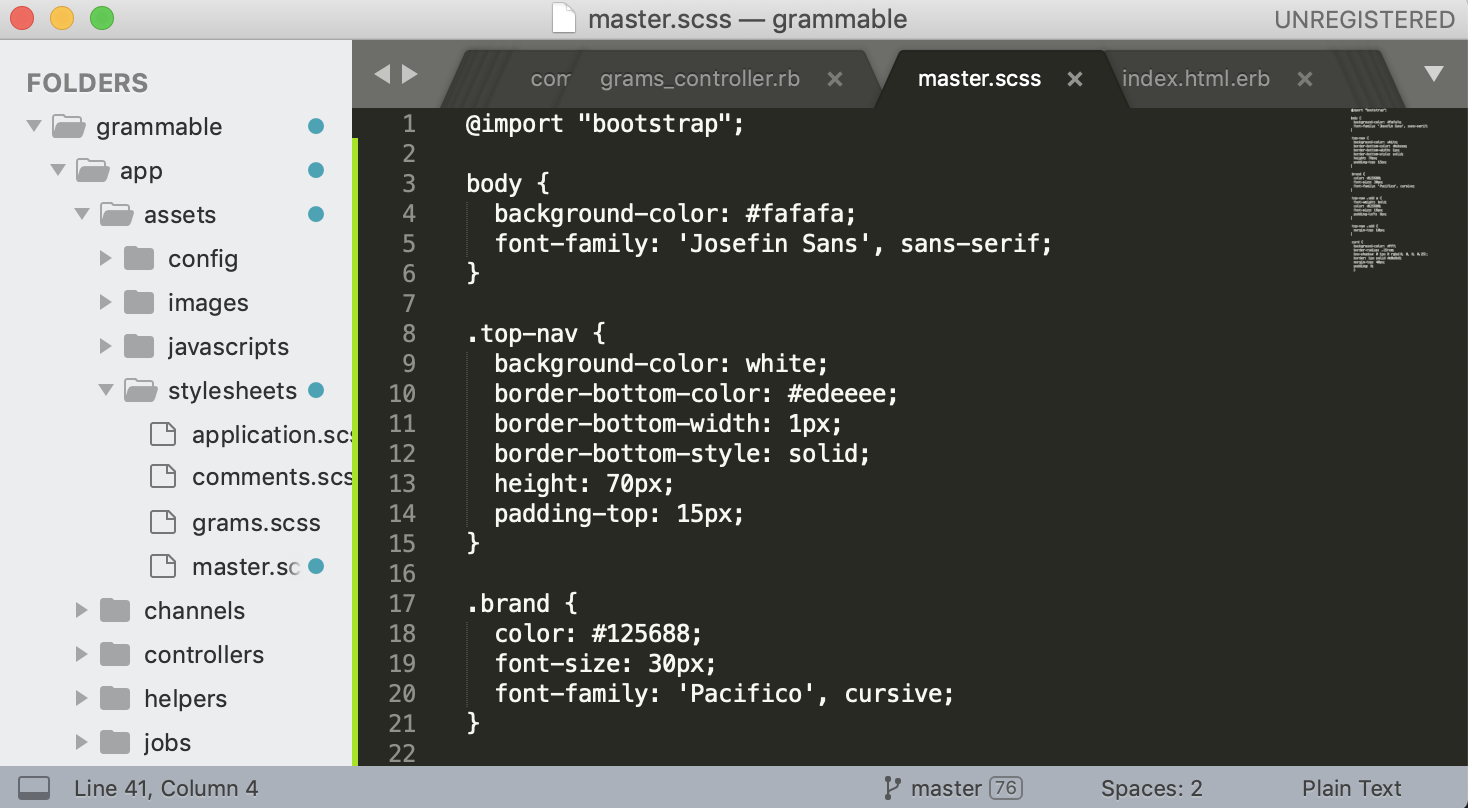 master.scss — grammable
UNREGISTERED
FOLDERS
grammable
app
assets
config
images
javascripts
stylesheets
application.scs
comments.scs
grams.scss
master.sc
channels
controllers
helpers
jobs
com
grams_controller.rb
master.scss
index.html.erb
1 @import "bootstrap";
2
3 body {
4 background-color: #fafafa;
5 font-family: 'Josefin Sans', sans-serif;
6 }
7
8 .top-nav {
9 background-color: white;
10 border-bottom-color: #edeeee;
11 border-bottom-width: 1px;
12 border-bottom-style: solid;
13 height: 70px;
14 padding-top: 15px;
15 }
16
17 .brand {
18 color: #125688;
19 font-size: 30px;
20 font-family: 'Pacifico', cursive;
21 }
22
Line 41, Column 4
master 76
Spaces: 2
Plain Text